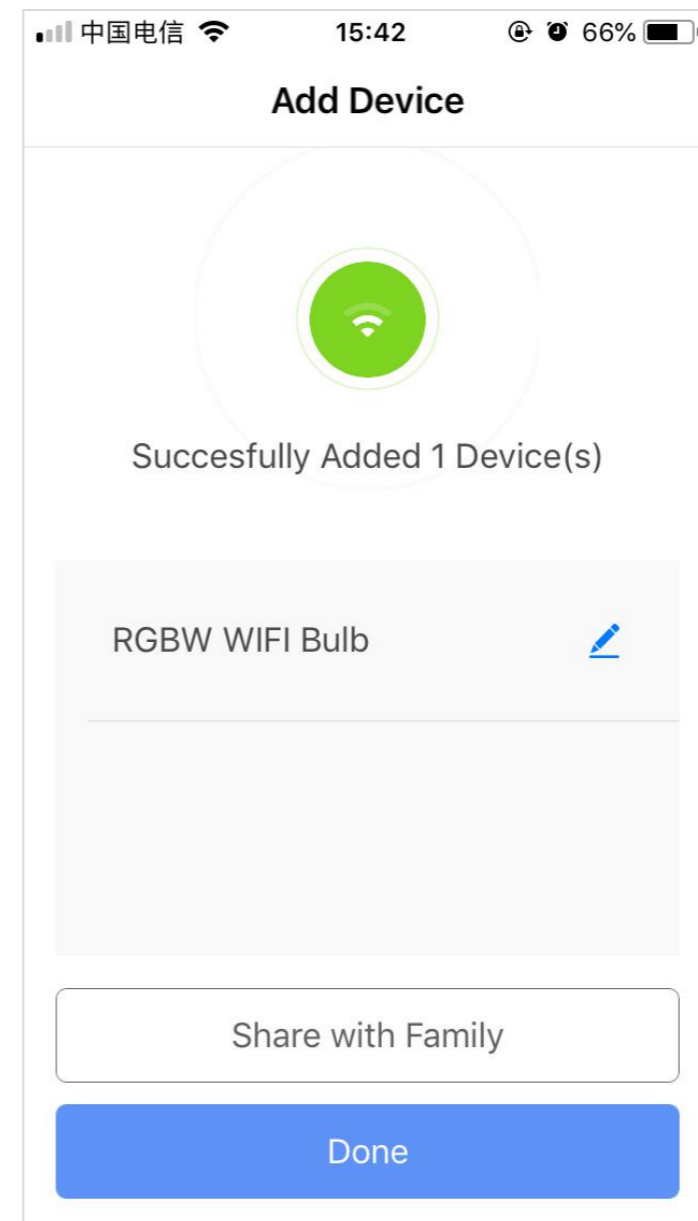 中国电信 15:42 66%
Add Device
Succesfully Added 1 Device(s)
RGBW WIFI Bulb
Share with Family
Done